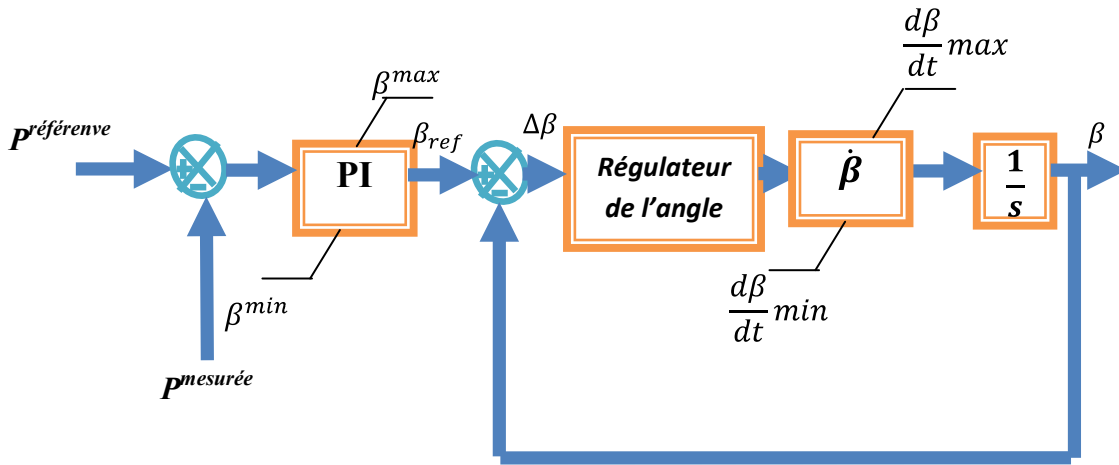 P^référenve
β^max
PI
β^min
P^mesurée
β_ref
Δβ
Régulateur
de l'angle
dβ/dt max
β̇
dβ/dt min
1/s
β